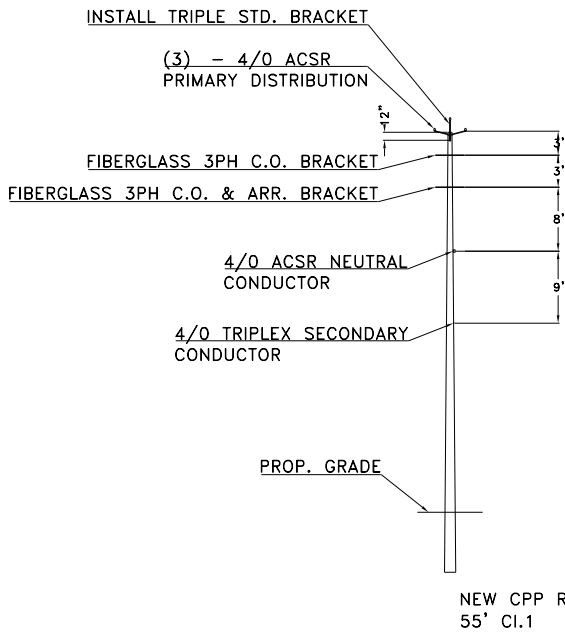 INSTALL TRIPLE STD. BRACKET
(3) - 4/0 ACSR
PRIMARY DISTRIBUTION
12"
3'
FIBERGLASS 3PH C.O. BRACKET
3'
FIBERGLASS 3PH C.O. & ARR. BRACKET
8'
4/0 ACSR NEUTRAL
CONDUCTOR
9'
4/0 TRIPLEX SECONDARY
CONDUCTOR
PROP. GRADE
NEW CPP R
55' Cl.1